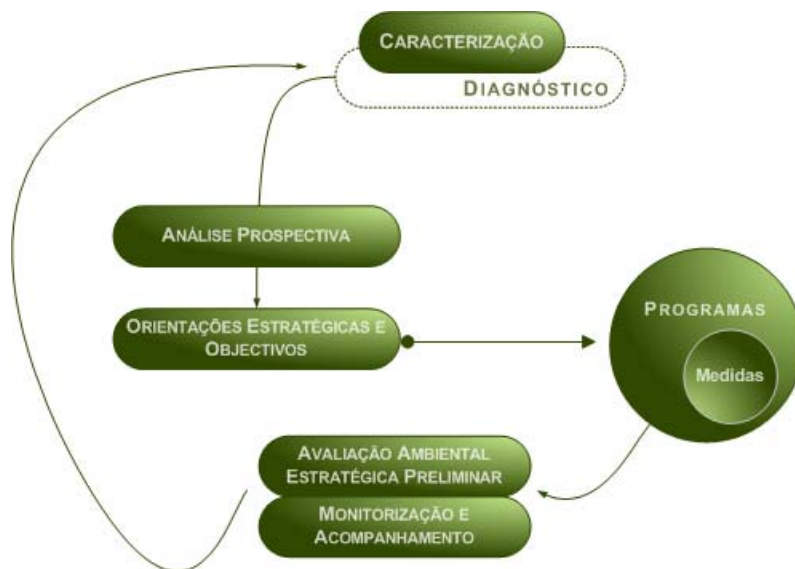 CARACTERIZAÇÃO
DIAGNÓSTICO
ANÁLISE PROSPECTIVA
ORIENTAÇÕES ESTRATÉGICAS E
OBJECTIVOS
PROGRAMAS
Medidas
AVALIAÇÃO AMBIENTAL
ESTRATÉGICA PRELIMINAR
MONITORIZAÇÃO E
ACOMPANHAMENTO